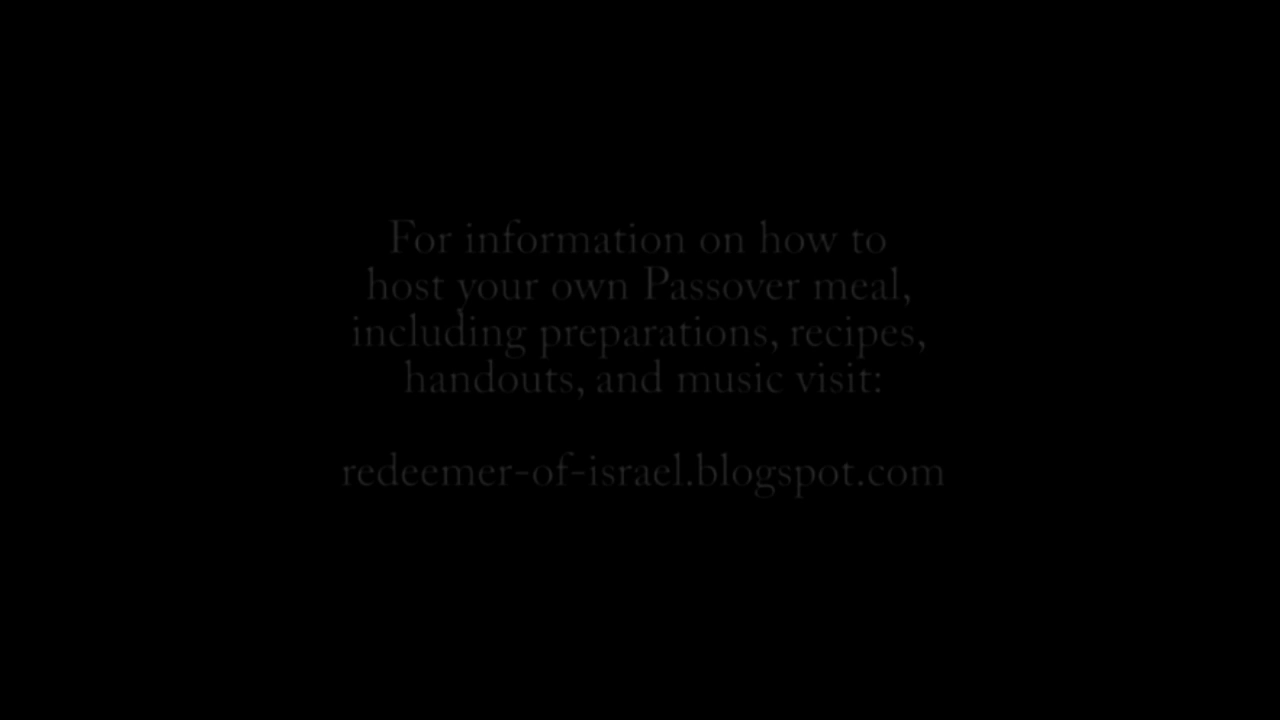 For information on how to
host your own Passover meal,
including preparations, recipes,
handouts, and music visit:
redeemer-of-israel.blogspot.com